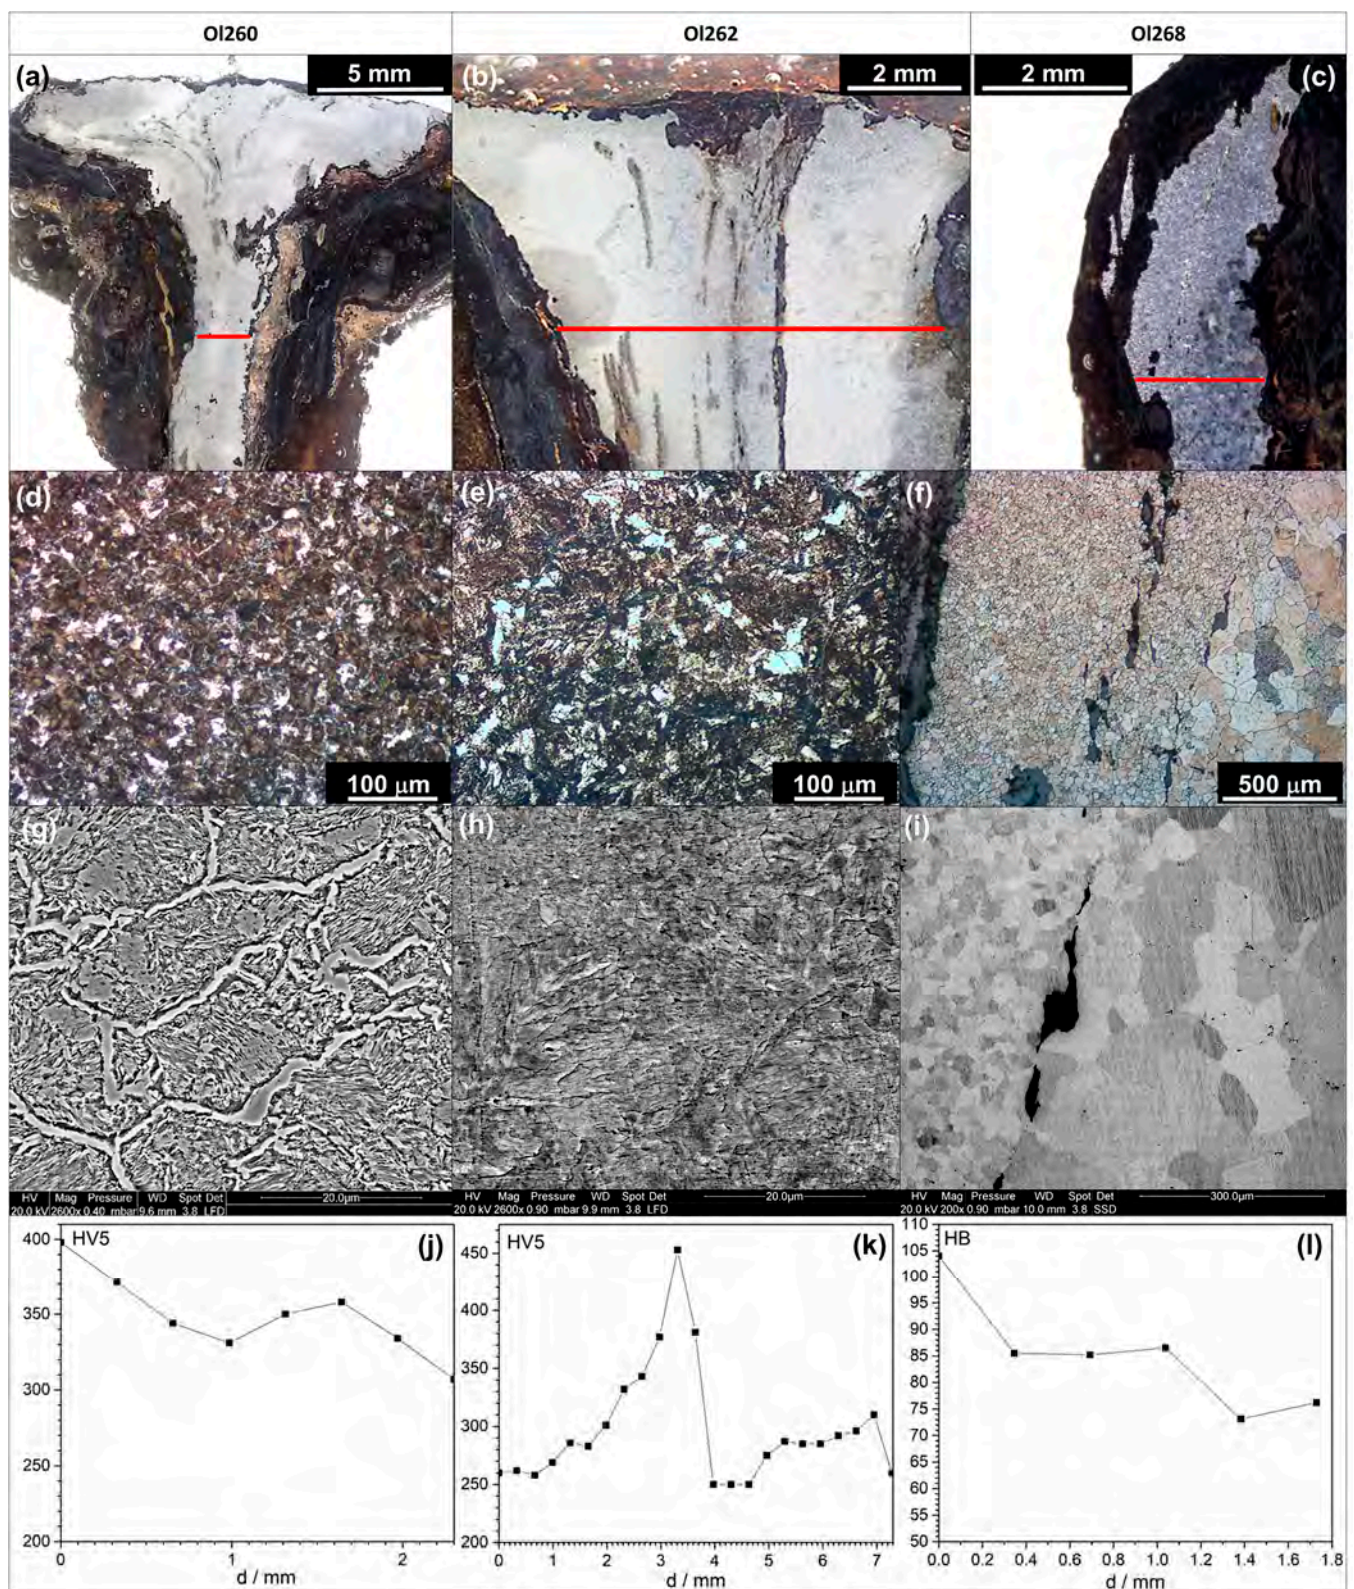 Ol260 Ol262 Ol268
(a) 5 mm (b) 2 mm 2 mm (c)
(d) 100 μm (e) 100 μm (f) 500 μm
(g) (h) (i)
HV Mag Pressure WD Spot Det 20.0μm
20.0 kV 2600x 0.40 mbar 9.6 mm 3.8 LFD
HV Mag Pressure WD Spot Det 20.0μm
20.0 kV 2600x 0.90 mbar 9.9 mm 3.8 LFD
HV Mag Pressure WD Spot Det 300.0μm
20.0 kV 200x 0.90 mbar 10.0 mm 3.8 SSD
HV5 (j)
400
350
300
250
200
0 1 2
d / mm
HV5 (k)
450
400
350
300
250
200
0 1 2 3 4 5 6 7
d / mm
HB (l)
110
105
100
95
90
85
80
75
70
65
60
55
50
0.0 0.2 0.4 0.6 0.8 1.0 1.2 1.4 1.6 1.8
d / mm